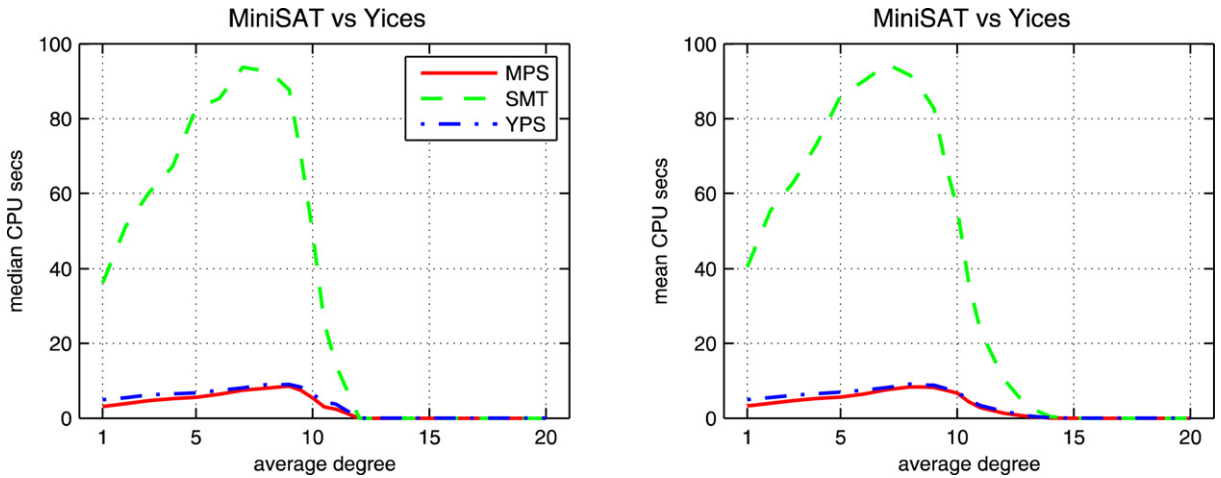 MiniSAT vs Yices
100
80
60
40
20
0
median CPU secs
MPS
SMT
YPS
1 5 10 15 20
average degree
MiniSAT vs Yices
100
80
60
40
20
0
mean CPU secs
1 5 10 15 20
average degree